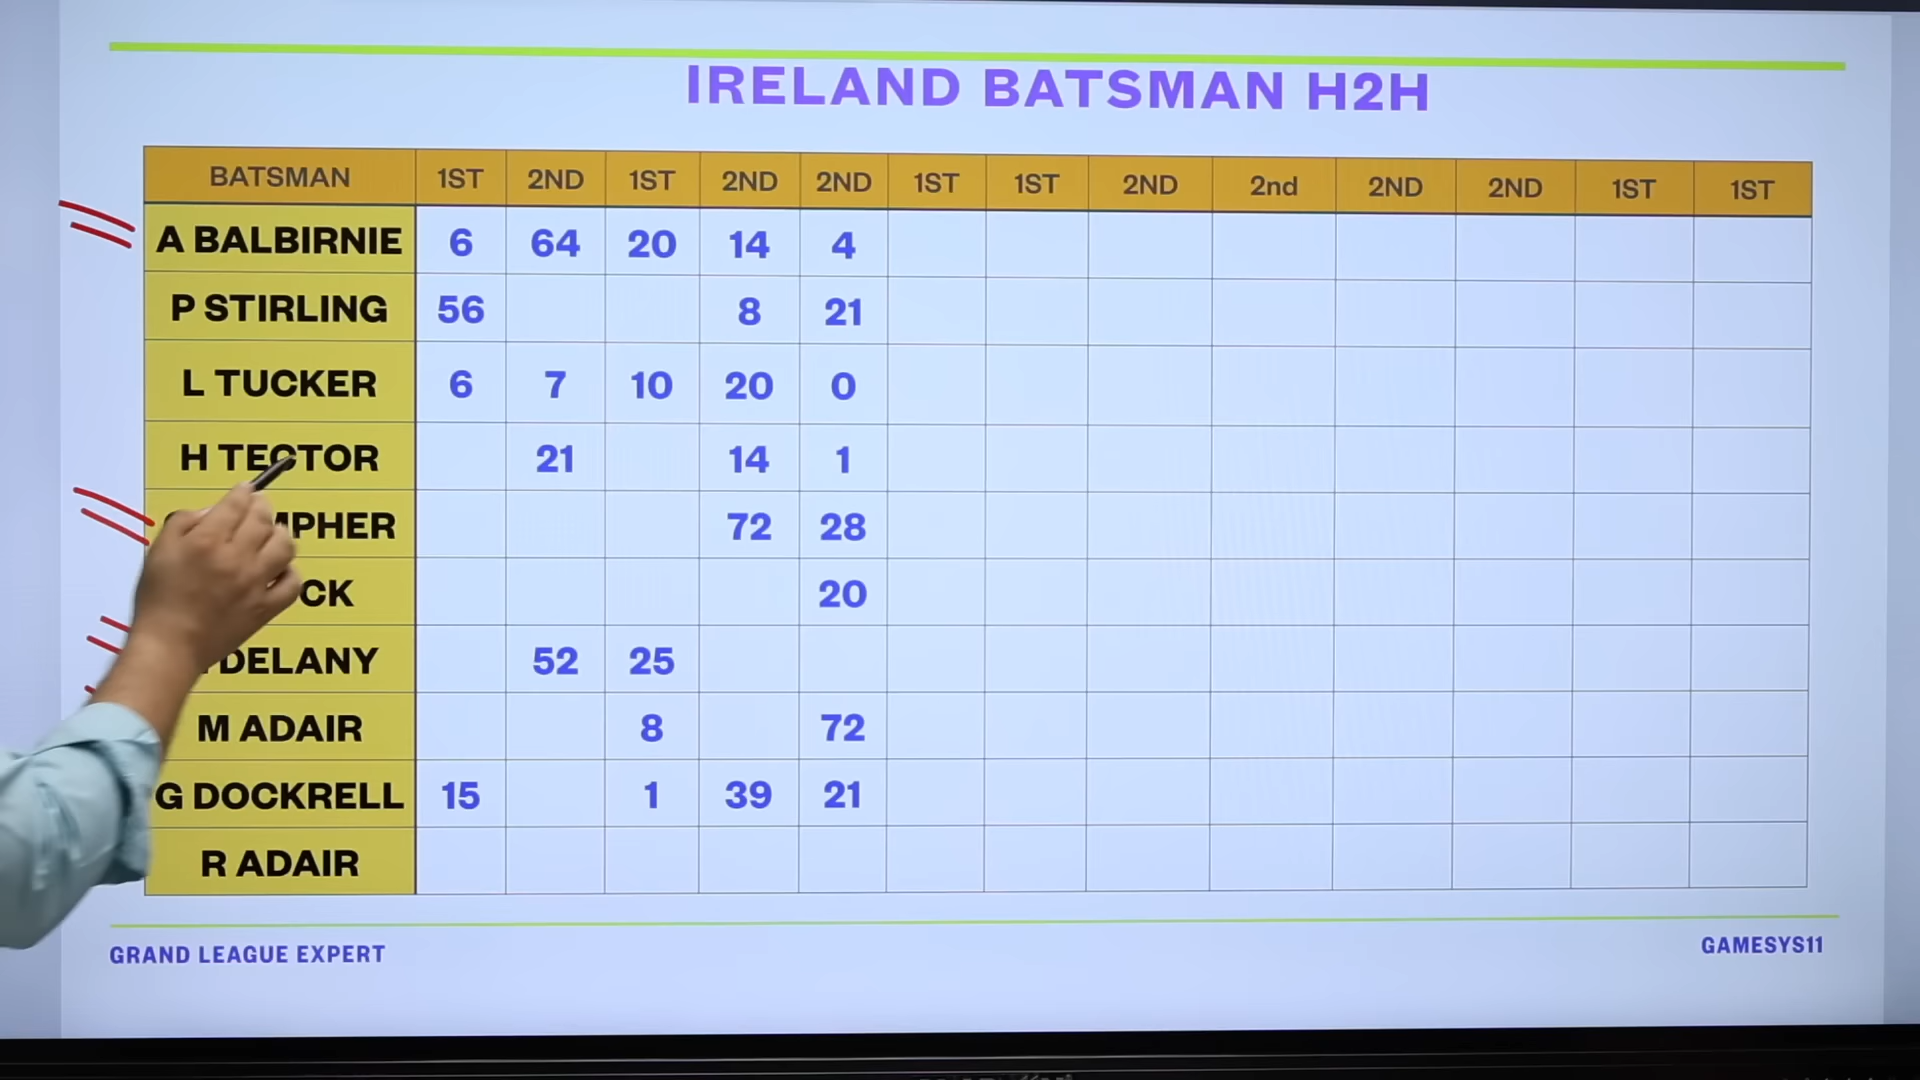 IRELAND BATSMAN H2H
BATSMAN 1ST 2ND 1ST 2ND 2ND 1ST 1ST 2ND 2nd 2ND 2ND 1ST 1ST
A BALBIRNIE 6 64 20 14 4
P STIRLING 56 8 21
L TUCKER 6 7 10 20 0
H TECTOR 21 14 1
72 28
20
DELANY 52 25
M ADAIR 8 72
G DOCKRELL 15 1 39 21
R ADAIR
GRAND LEAGUE EXPERT
GAMESYS11